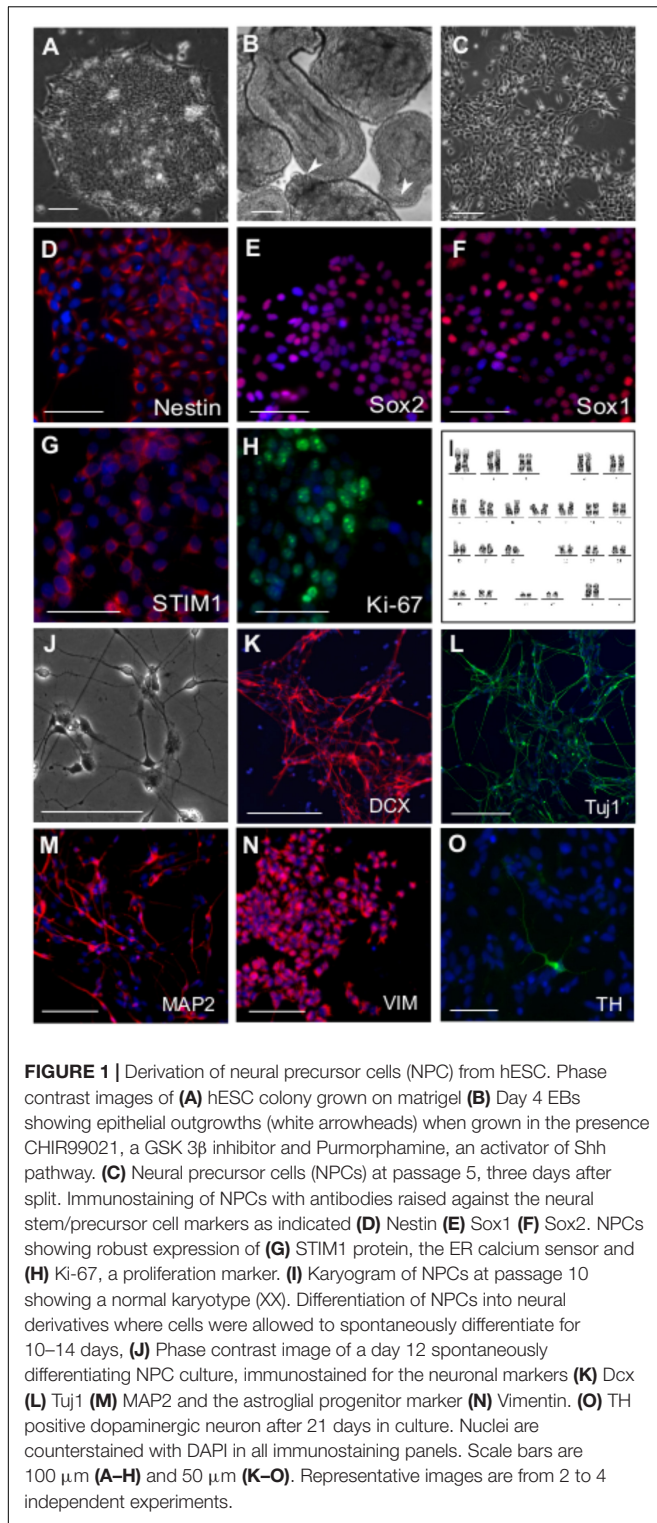 A
B
C
D
Nestin
E
Sox2
F
Sox1
G
STIM1
H
Ki-67
I
J
K
DCX
L
Tuj1
M
MAP2
N
VIM
O
TH
FIGURE 1 | Derivation of neural precursor cells (NPC) from hESC. Phase
contrast images of (A) hESC colony grown on matrigel (B) Day 4 EBs
showing epithelial outgrowths (white arrowheads) when grown in the presence
CHIR99021, a GSK 3β inhibitor and Purmorphamine, an activator of Shh
pathway. (C) Neural precursor cells (NPCs) at passage 5, three days after
split. Immunostaining of NPCs with antibodies raised against the neural
stem/precursor cell markers as indicated (D) Nestin (E) Sox1 (F) Sox2. NPCs
showing robust expression of (G) STIM1 protein, the ER calcium sensor and
(H) Ki-67, a proliferation marker. (I) Karyogram of NPCs at passage 10
showing a normal karyotype (XX). Differentiation of NPCs into neural
derivatives where cells were allowed to spontaneously differentiate for
10–14 days, (J) Phase contrast image of a day 12 spontaneously
differentiating NPC culture, immunostained for the neuronal markers (K) Dcx
(L) Tuj1 (M) MAP2 and the astroglial progenitor marker (N) Vimentin. (O) TH
positive dopaminergic neuron after 21 days in culture. Nuclei are
counterstained with DAPI in all immunostaining panels. Scale bars are
100 μm (A–H) and 50 μm (K–O). Representative images are from 2 to 4
independent experiments.